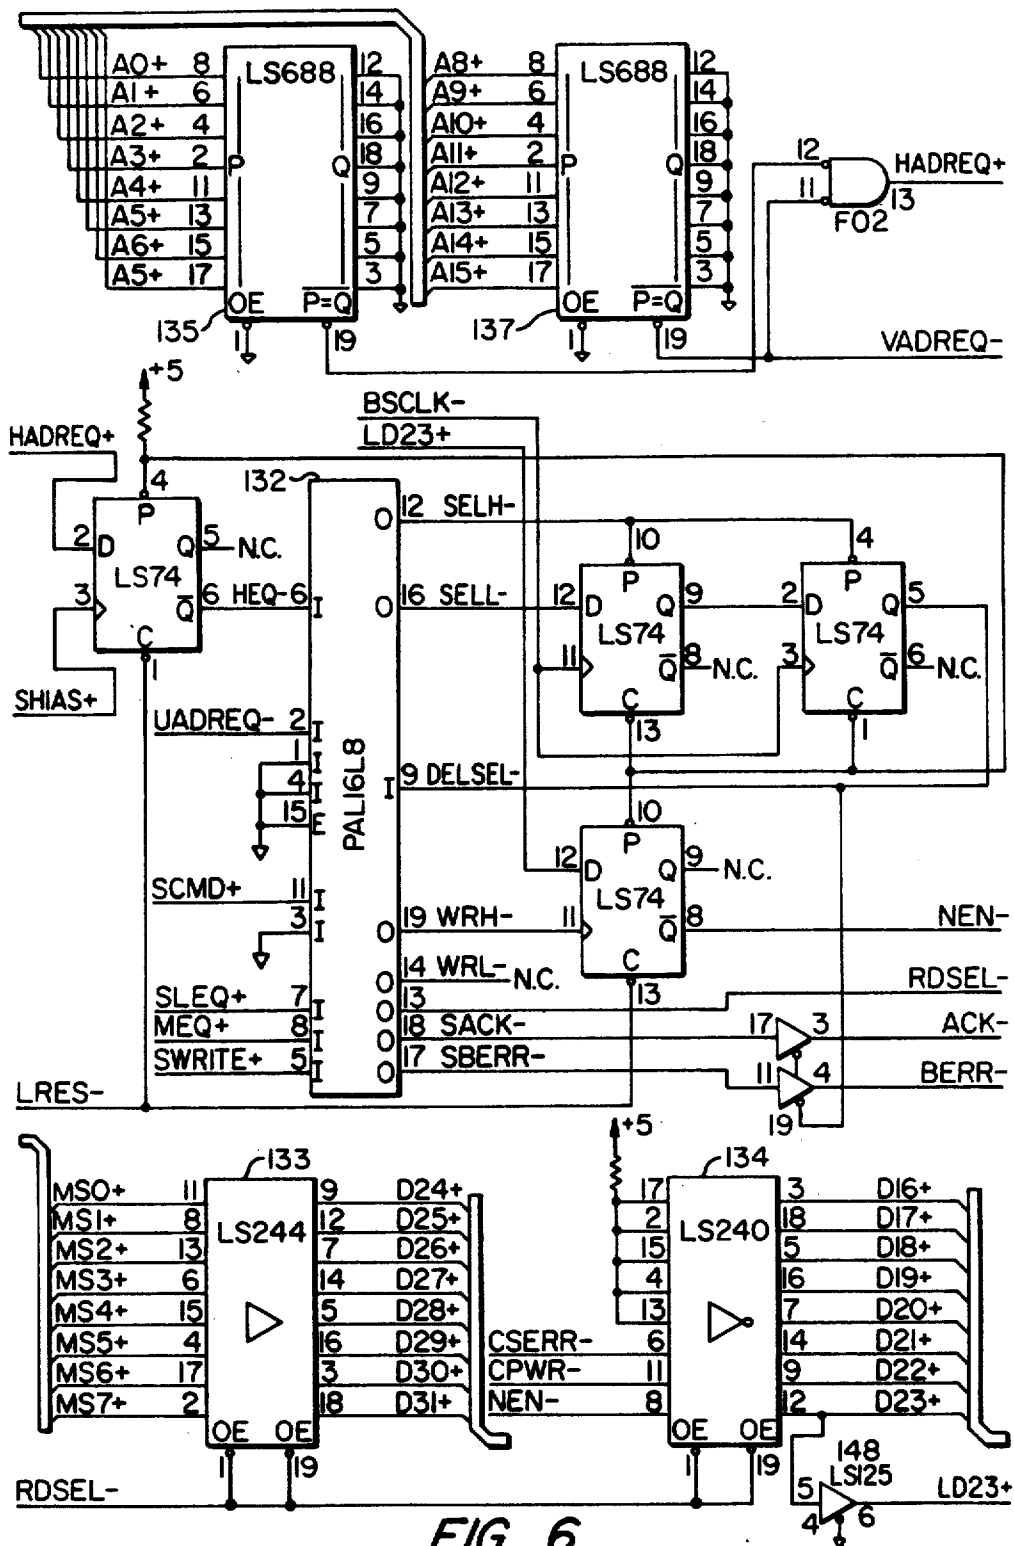 LS688 LS688
A0+ 8 12 A8+ 8 12
A1+ 6 14 A9+ 6 14
A2+ 4 16 A10+ 4 16
A3+ 2 P Q 18 A11+ 2 P Q 18 12 HADREQ+
A4+ 11 9 A12+ 11 9 11 13
A5+ 13 7 A13+ 13 7 F02
A6+ 15 5 A14+ 15 5
A5+ 17 3 A15+ 17 3
OE P=Q OE P=Q
135 1 19 137 1 19 VADREQ-
+5
BSCLK-
HADREQ+ LD23+
4 132
P O 12 SELH-
2 D Q 5 N.C. 10 4
LS74 P P
3 Q 6 HEQ- 6 I O 16 SELL- 12 D Q 9 2 D Q 5
LS74 LS74
C 11 Q 8 N.C. 3 Q 6 N.C.
1 C C
SHIAS+ 13 1
UADREQ- 2 I
1 I
4 I PAL16L8 I 9 DELSEL-
15 E 10
P
12 D Q 9 N.C.
SCMD+ 11 I LS74
3 I O 19 WRH- 11 Q 8 NEN-
C
O 14 WRL- N.C. 13 RDSEL-
SLEQ+ 7 I O 13
MEQ+ 8 I O 18 SACK- 17 3 ACK-
SWRITE+ 5 I O 17 SBERR- 11 4 BERR-
LRES- 19
+5
133 134
MS0+ 11 9 D24+ 17 3 D16+
MS1+ 8 LS244 12 D25+ 2 LS240 18 D17+
MS2+ 13 7 D26+ 15 5 D18+
MS3+ 6 14 D27+ 4 16 D19+
MS4+ 15 5 D28+ 13 7 D20+
MS5+ 4 16 D29+ CSERR- 6 14 D21+
MS6+ 17 3 D30+ CPWR- 11 9 D22+
MS7+ 2 18 D31+ NEN- 8 12 D23+
OE OE OE OE
1 19 1 19 148
LS125
RDSEL- 5 LD23+
4 6
FIG 6